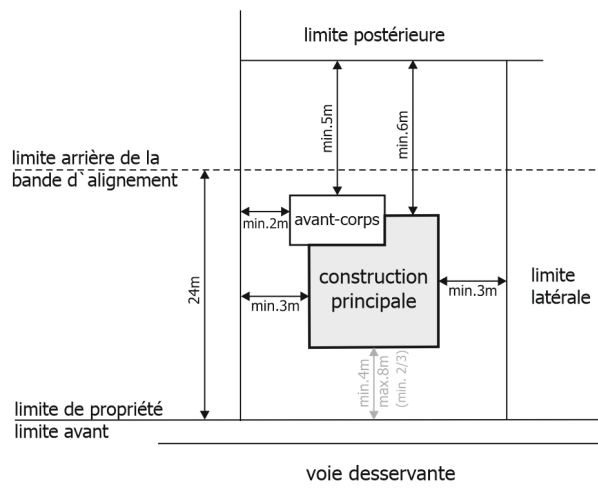 limite postérieure
min.5m
min.6m
limite arrière de la
bande d`alignement
min.2m
avant-corps
24m
min.3m
construction
principale
min.3m
limite
latérale
min.4m
max.8m
(min. 2/3)
limite de propriété
limite avant
voie desservante